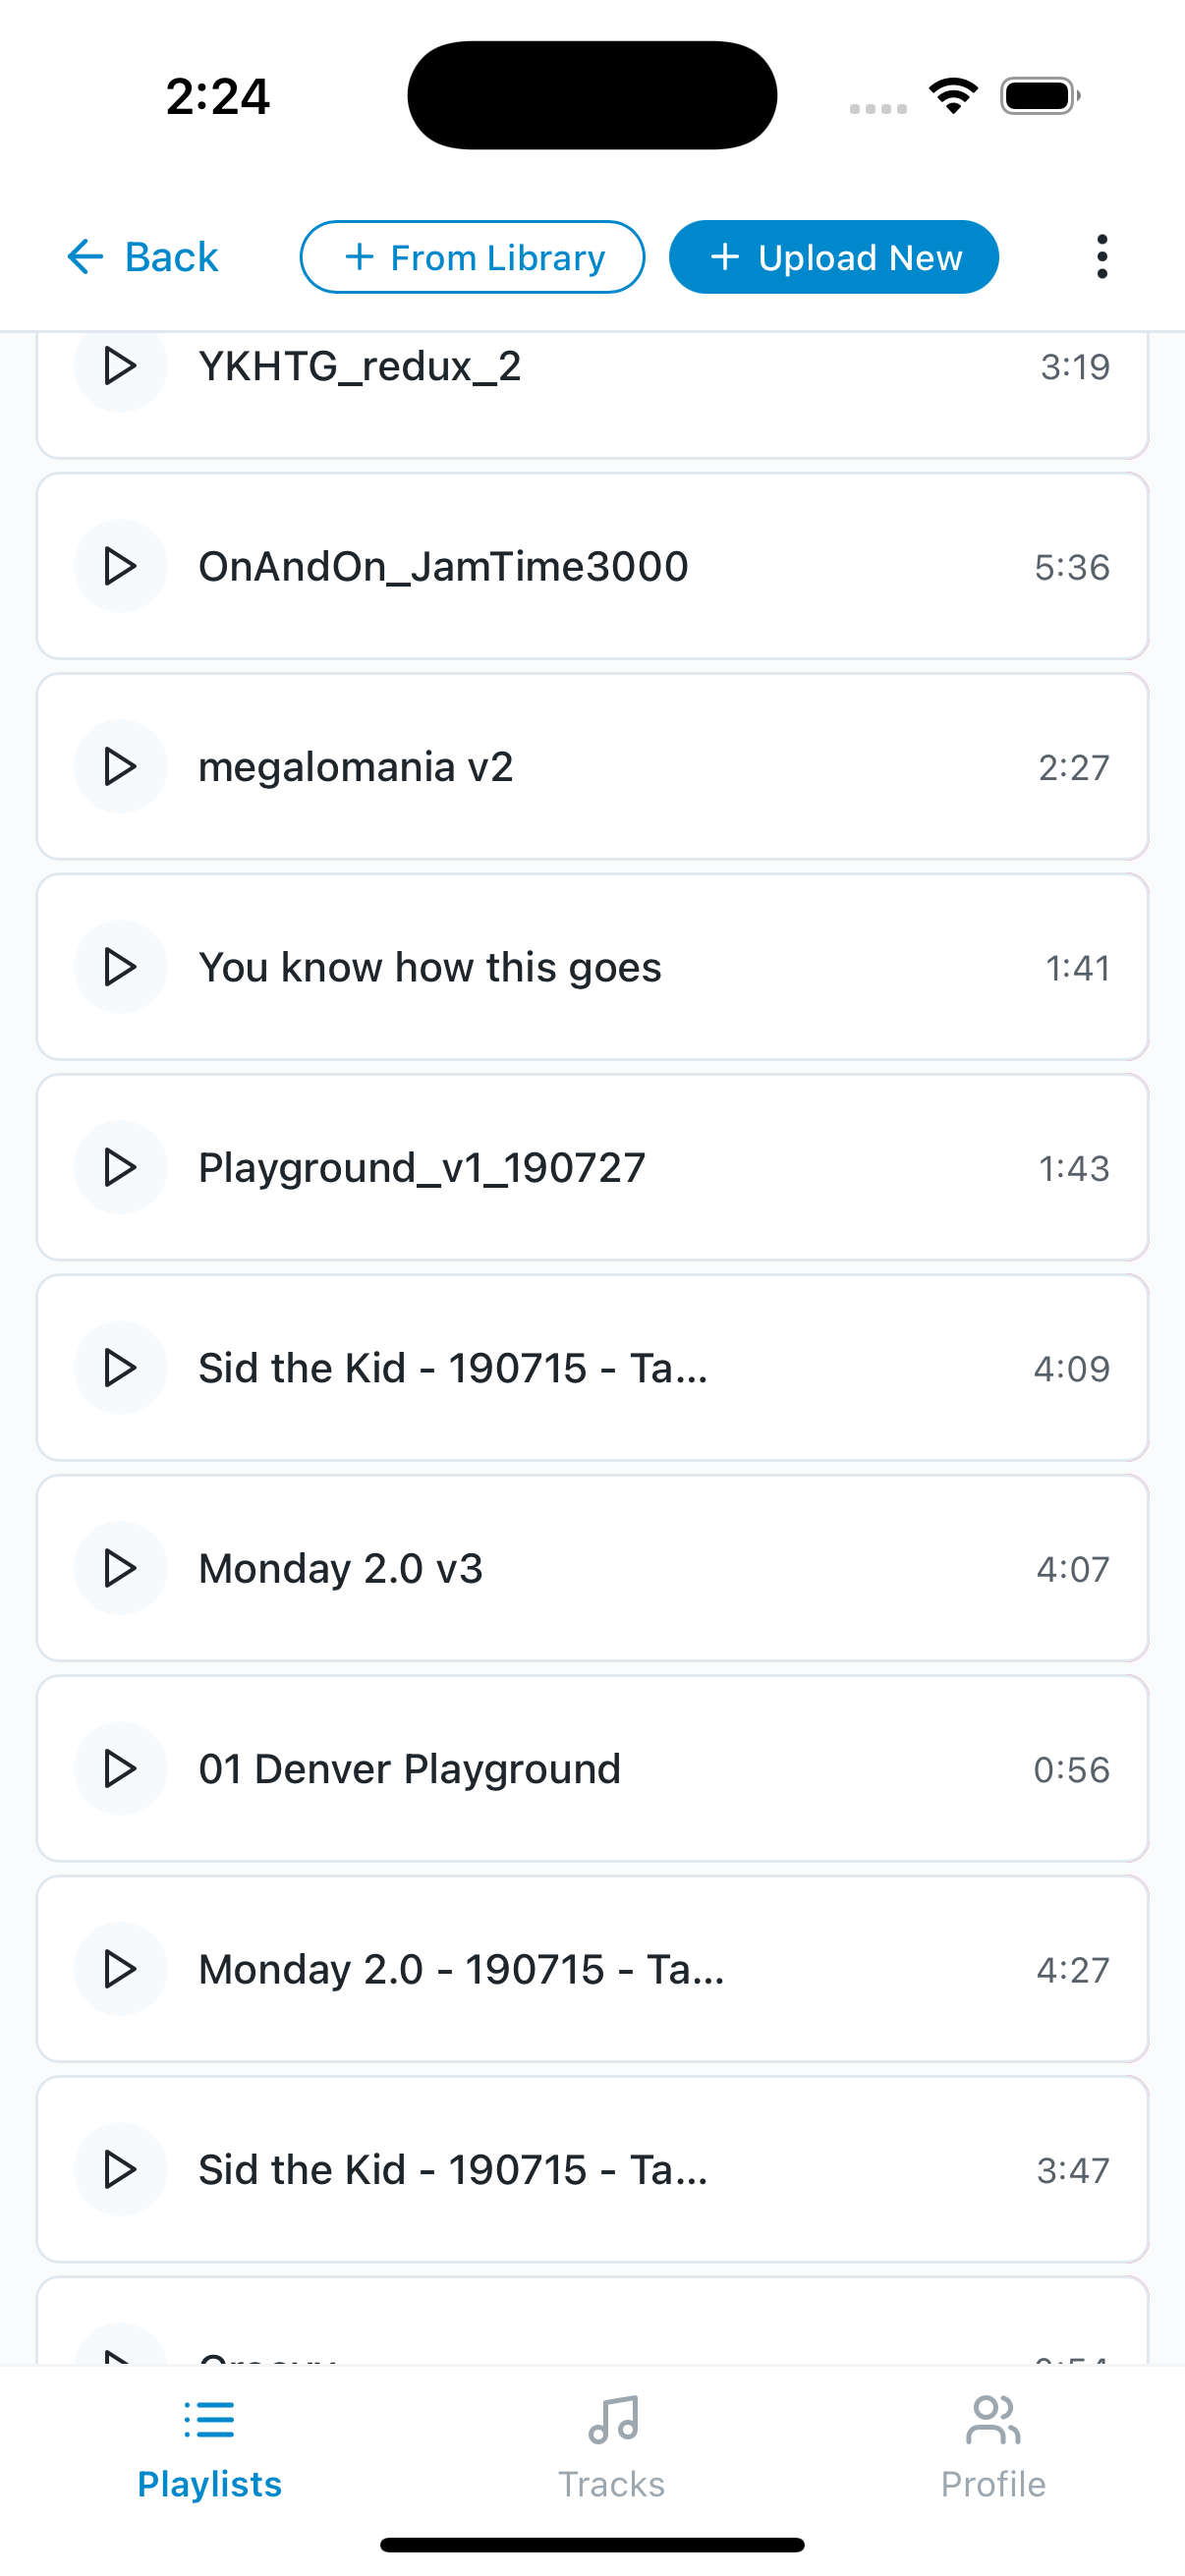 2:24
Back
From Library
Upload New
YKHTG_redux_2 3:19
OnAndOn_JamTime3000 5:36
megalomania v2 2:27
You know how this goes 1:41
Playground_v1_190727 1:43
Sid the Kid - 190715 - Ta... 4:09
Monday 2.0 v3 4:07
01 Denver Playground 0:56
Monday 2.0 - 190715 - Ta... 4:27
Sid the Kid - 190715 - Ta... 3:47
Playlists
Tracks
Profile